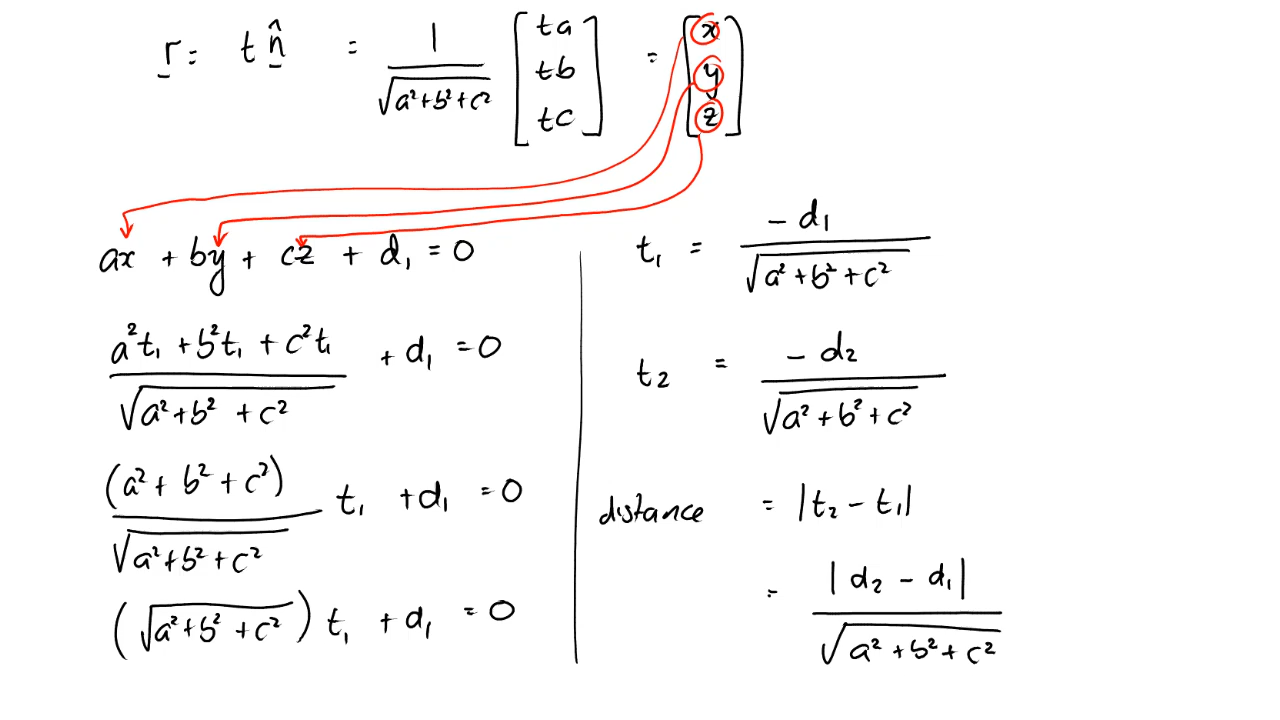 r = t n̂ = 1/√(a²+b²+c²) [ta tb tc] = [x y z]
ax + by + cz + d₁ = 0
(a²t₁ + b²t₁ + c²t₁)/√(a²+b²+c²) + d₁ = 0
(a²+b²+c²)/√(a²+b²+c²) t₁ + d₁ = 0
(√(a²+b²+c²)) t₁ + d₁ = 0
t₁ = -d₁/√(a²+b²+c²)
t₂ = -d₂/√(a²+b²+c²)
distance = |t₂ - t₁|
= |d₂ - d₁|/√(a²+b²+c²)